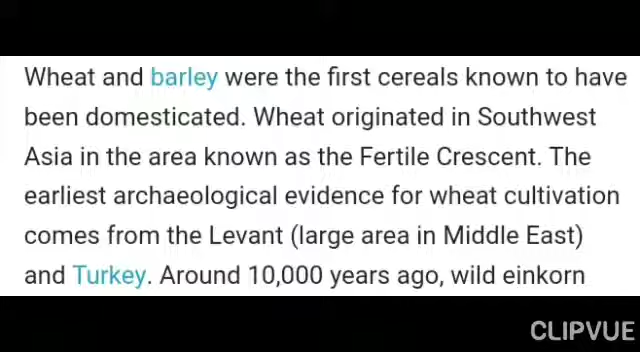 Wheat and barley were the first cereals known to have
been domesticated. Wheat originated in Southwest
Asia in the area known as the Fertile Crescent. The
earliest archaeological evidence for wheat cultivation
comes from the Levant (large area in Middle East)
and Turkey. Around 10,000 years ago, wild einkorn
CLIPVUE